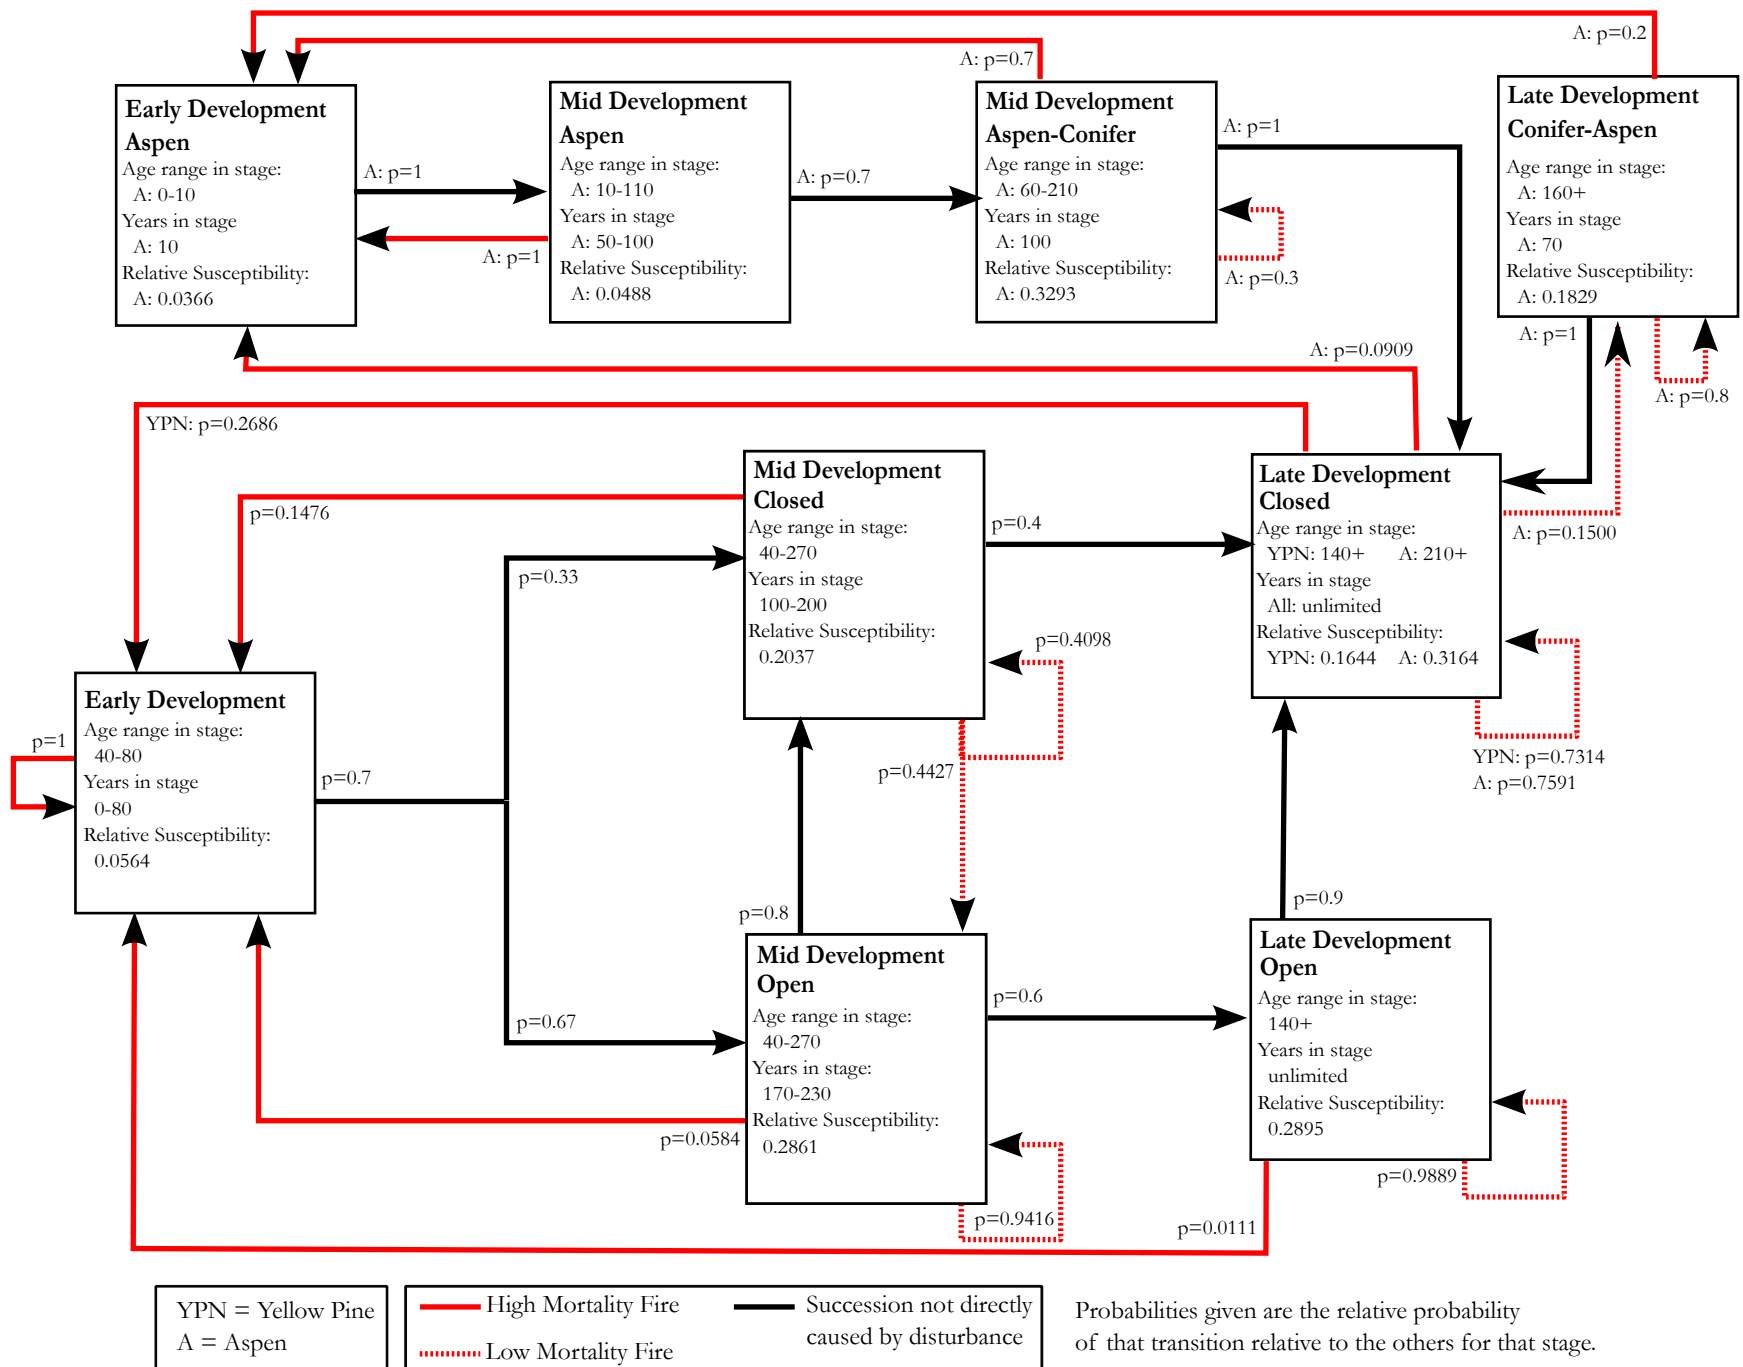 A: p=0.2
A: p=0.7
Early Development
Aspen
Age range in stage:
A: 0-10
Years in stage
A: 10
Relative Susceptibility:
A: 0.0366
A: p=1
A: p=1
Mid Development
Aspen
Age range in stage:
A: 10-110
Years in stage
A: 50-100
Relative Susceptibility:
A: 0.0488
A: p=0.7
Mid Development
Aspen-Conifer
Age range in stage:
A: 60-210
Years in stage
A: 100
Relative Susceptibility:
A: 0.3293
A: p=1
A: p=0.3
Late Development
Conifer-Aspen
Age range in stage:
A: 160+
Years in stage
A: 70
Relative Susceptibility:
A: 0.1829
A: p=1
A: p=0.8
A: p=0.0909
YPN: p=0.2686
p=0.1476
p=0.33
Mid Development
Closed
Age range in stage:
40-270
Years in stage
100-200
Relative Susceptibility:
0.2037
p=0.4
p=0.4098
p=0.4427
Late Development
Closed
Age range in stage:
YPN: 140+ A: 210+
Years in stage
All: unlimited
Relative Susceptibility:
YPN: 0.1644 A: 0.3164
A: p=0.1500
YPN: p=0.7314
A: p=0.7591
p=1
Early Development
Age range in stage:
40-80
Years in stage
0-80
Relative Susceptibility:
0.0564
p=0.7
p=0.67
p=0.8
Mid Development
Open
Age range in stage:
40-270
Years in stage:
170-230
Relative Susceptibility:
0.2861
p=0.0584
p=0.9416
p=0.6
p=0.9
Late Development
Open
Age range in stage:
140+
Years in stage
unlimited
Relative Susceptibility:
0.2895
p=0.9889
p=0.0111
YPN = Yellow Pine
A = Aspen
High Mortality Fire
Low Mortality Fire
Succession not directly
caused by disturbance
Probabilities given are the relative probability
of that transition relative to the others for that stage.